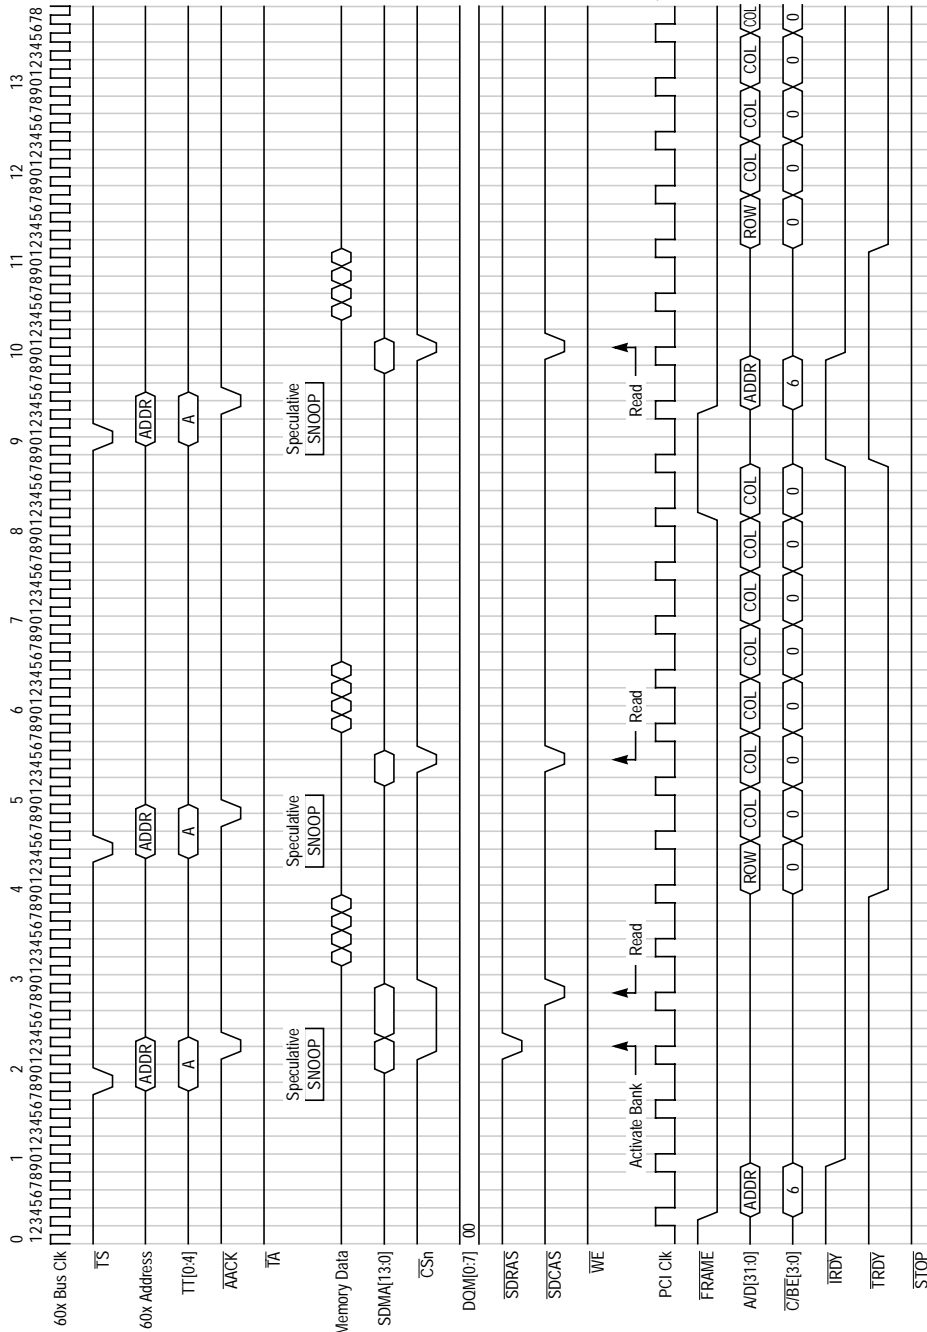 0 1 2 3 4 5 6 7 8 9 10 11 12 13
123456789012345678901234567890123456789012345678901234567890123456789012345678901234567890123456789012345678901234567890123456789012345678
60x Bus Clk
TS
60x Address ADDR ADDR ADDR
TT[0:4] A A A
AACK
TA
Speculative Speculative Speculative
SNOOP SNOOP SNOOP
Memory Data
SDMA[13:0]
CSn
DQM[0:7] 00
SDRAS
SDCAS
WE
Activate Bank Read Read Read
PCI Clk
FRAME
A/D[31:0] ADDR ROW COL COL COL COL COL COL COL ADDR ROW COL COL COL COL
C/BE[3:0] 6 0 0 0 0 0 0 0 0 6 0 0 0 0 0
IRDY
TRDY
STOP